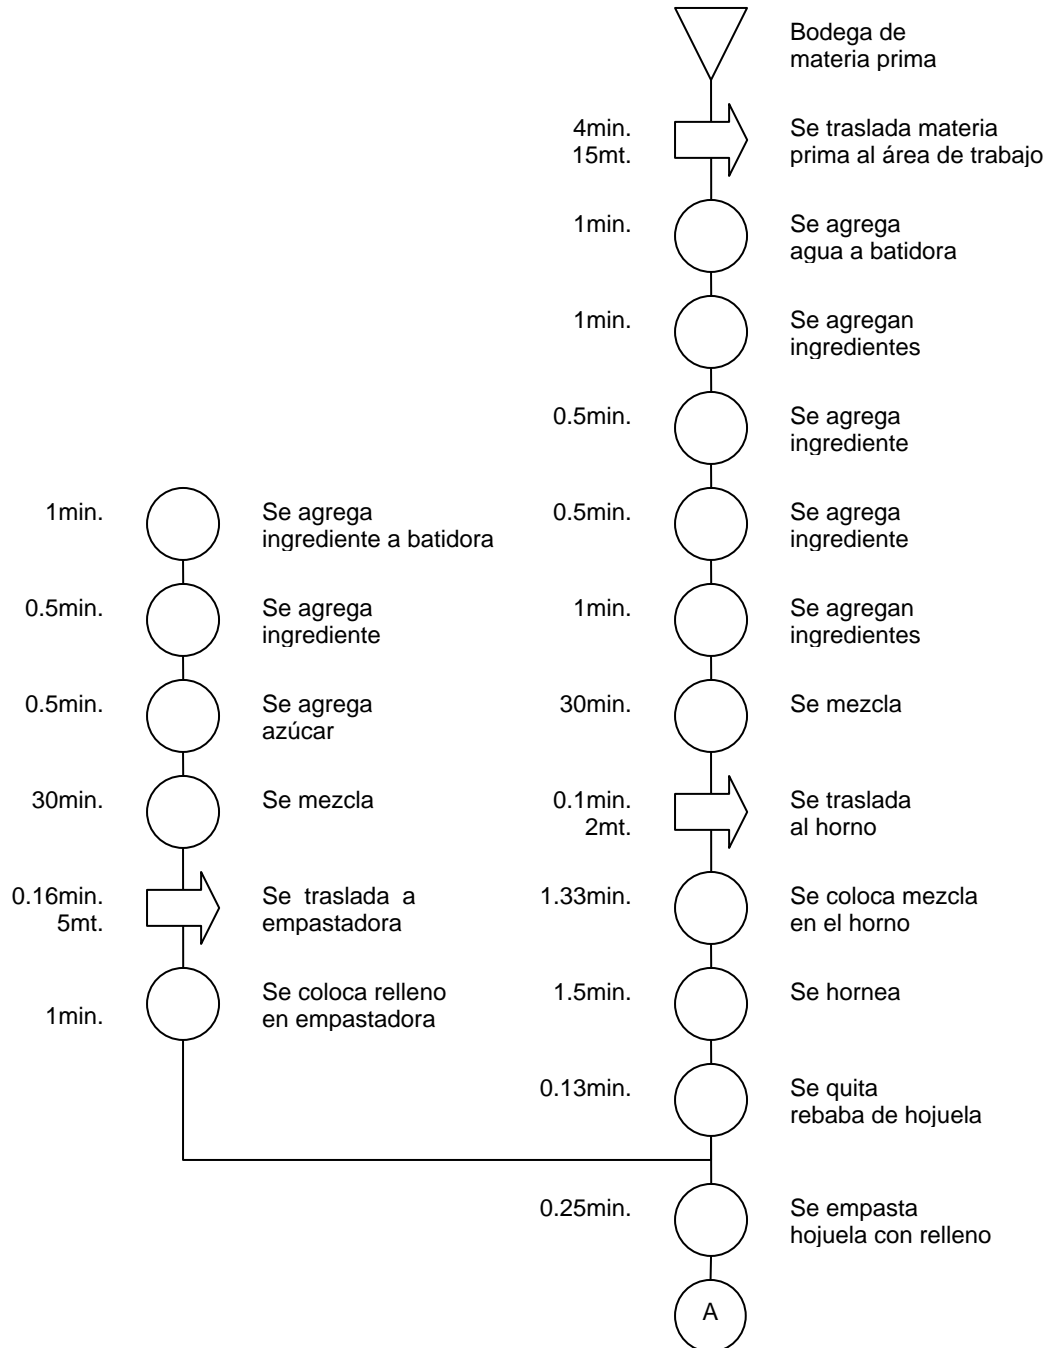 Bodega de
materia prima
4min.
15mt.
Se traslada materia
prima al área de trabajo
1min.
Se agrega
agua a batidora
1min.
Se agregan
ingredientes
0.5min.
Se agrega
ingrediente
1min.
Se agrega
ingrediente a batidora
0.5min.
Se agrega
ingrediente
0.5min.
Se agrega
ingrediente
1min.
Se agregan
ingredientes
0.5min.
Se agrega
azúcar
30min.
Se mezcla
30min.
Se mezcla
0.1min.
2mt.
Se traslada
al horno
0.16min.
5mt.
Se traslada a
empastadora
1.33min.
Se coloca mezcla
en el horno
1min.
Se coloca relleno
en empastadora
1.5min.
Se hornea
0.13min.
Se quita
rebaba de hojuela
0.25min.
Se empasta
hojuela con relleno
A